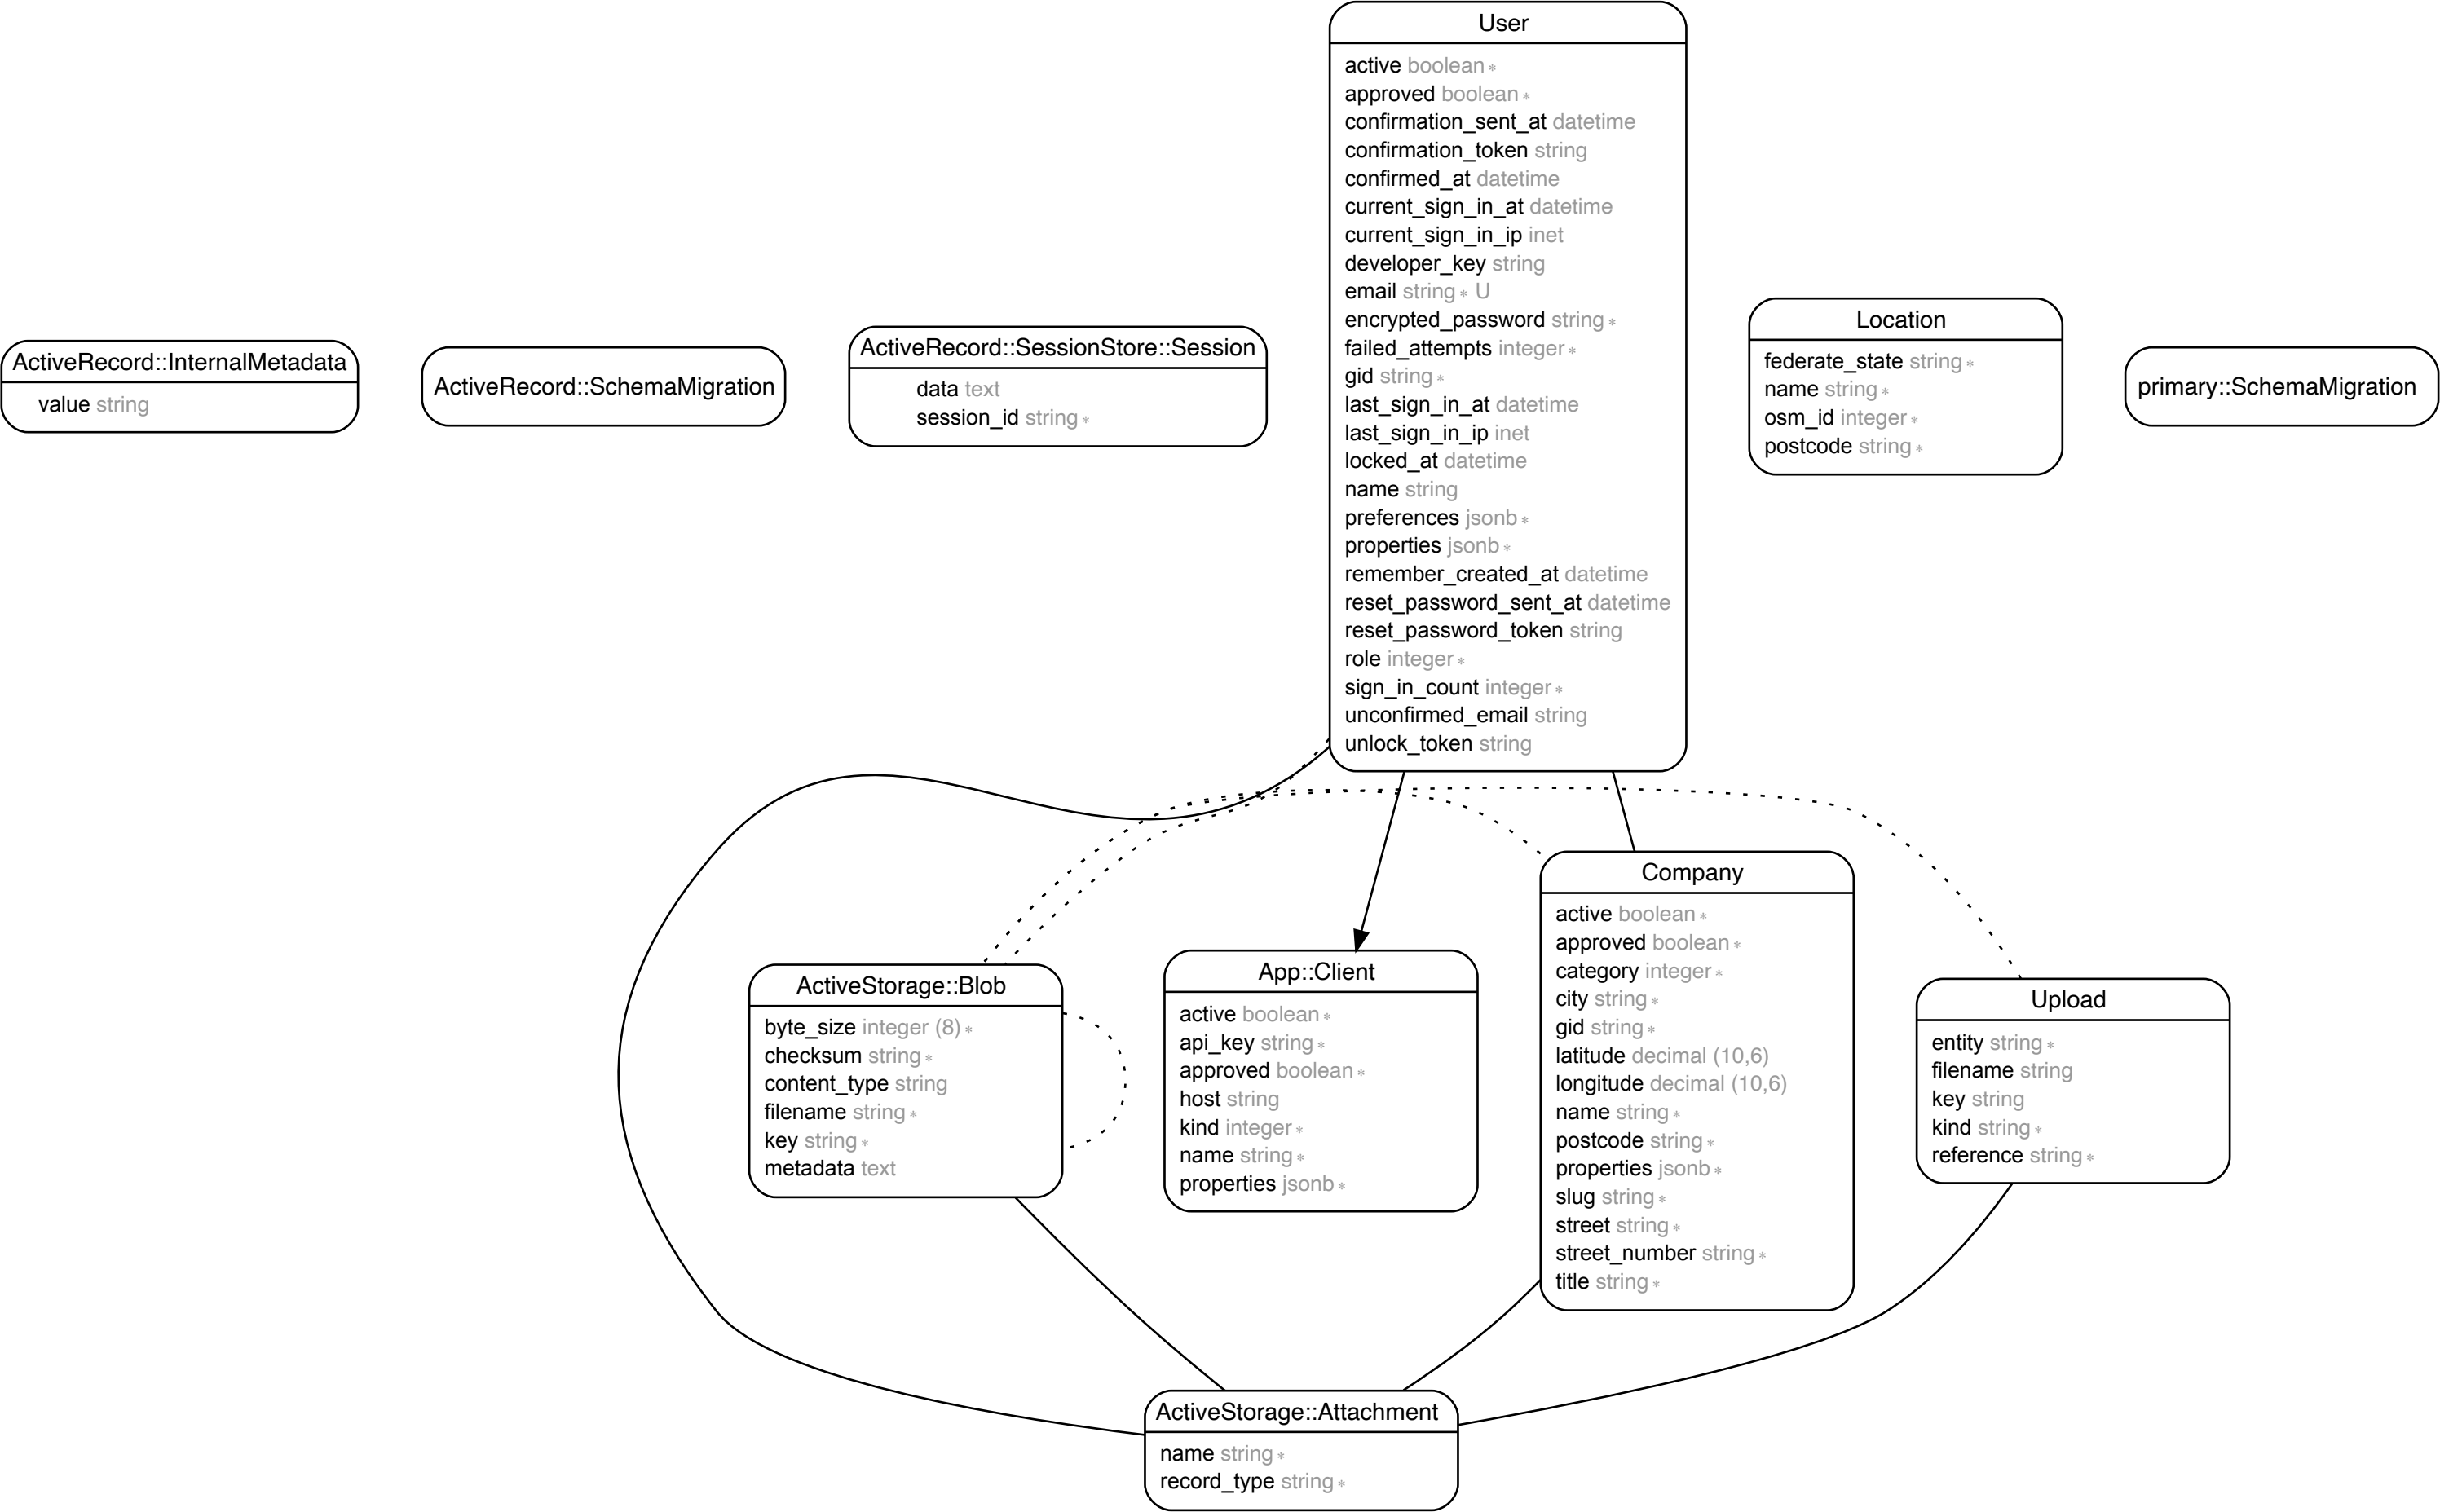 User
active boolean ∗
approved boolean ∗
confirmation_sent_at datetime
confirmation_token string
confirmed_at datetime
current_sign_in_at datetime
current_sign_in_ip inet
developer_key string
email string ∗ U
encrypted_password string ∗
failed_attempts integer ∗
gid string ∗
last_sign_in_at datetime
last_sign_in_ip inet
locked_at datetime
name string
preferences jsonb ∗
properties jsonb ∗
remember_created_at datetime
reset_password_sent_at datetime
reset_password_token string
role integer ∗
sign_in_count integer ∗
unconfirmed_email string
unlock_token string
ActiveRecord::InternalMetadata
value string
ActiveRecord::SchemaMigration
ActiveRecord::SessionStore::Session
data text
session_id string ∗
Location
federate_state string ∗
name string ∗
osm_id integer ∗
postcode string ∗
primary::SchemaMigration
ActiveStorage::Blob
byte_size integer (8) ∗
checksum string ∗
content_type string
filename string ∗
key string ∗
metadata text
App::Client
active boolean ∗
api_key string ∗
approved boolean ∗
host string
kind integer ∗
name string ∗
properties jsonb ∗
Company
active boolean ∗
approved boolean ∗
category integer ∗
city string ∗
gid string ∗
latitude decimal (10,6)
longitude decimal (10,6)
name string ∗
postcode string ∗
properties jsonb ∗
slug string ∗
street string ∗
street_number string ∗
title string ∗
Upload
entity string ∗
filename string
key string
kind string ∗
reference string ∗
ActiveStorage::Attachment
name string ∗
record_type string ∗